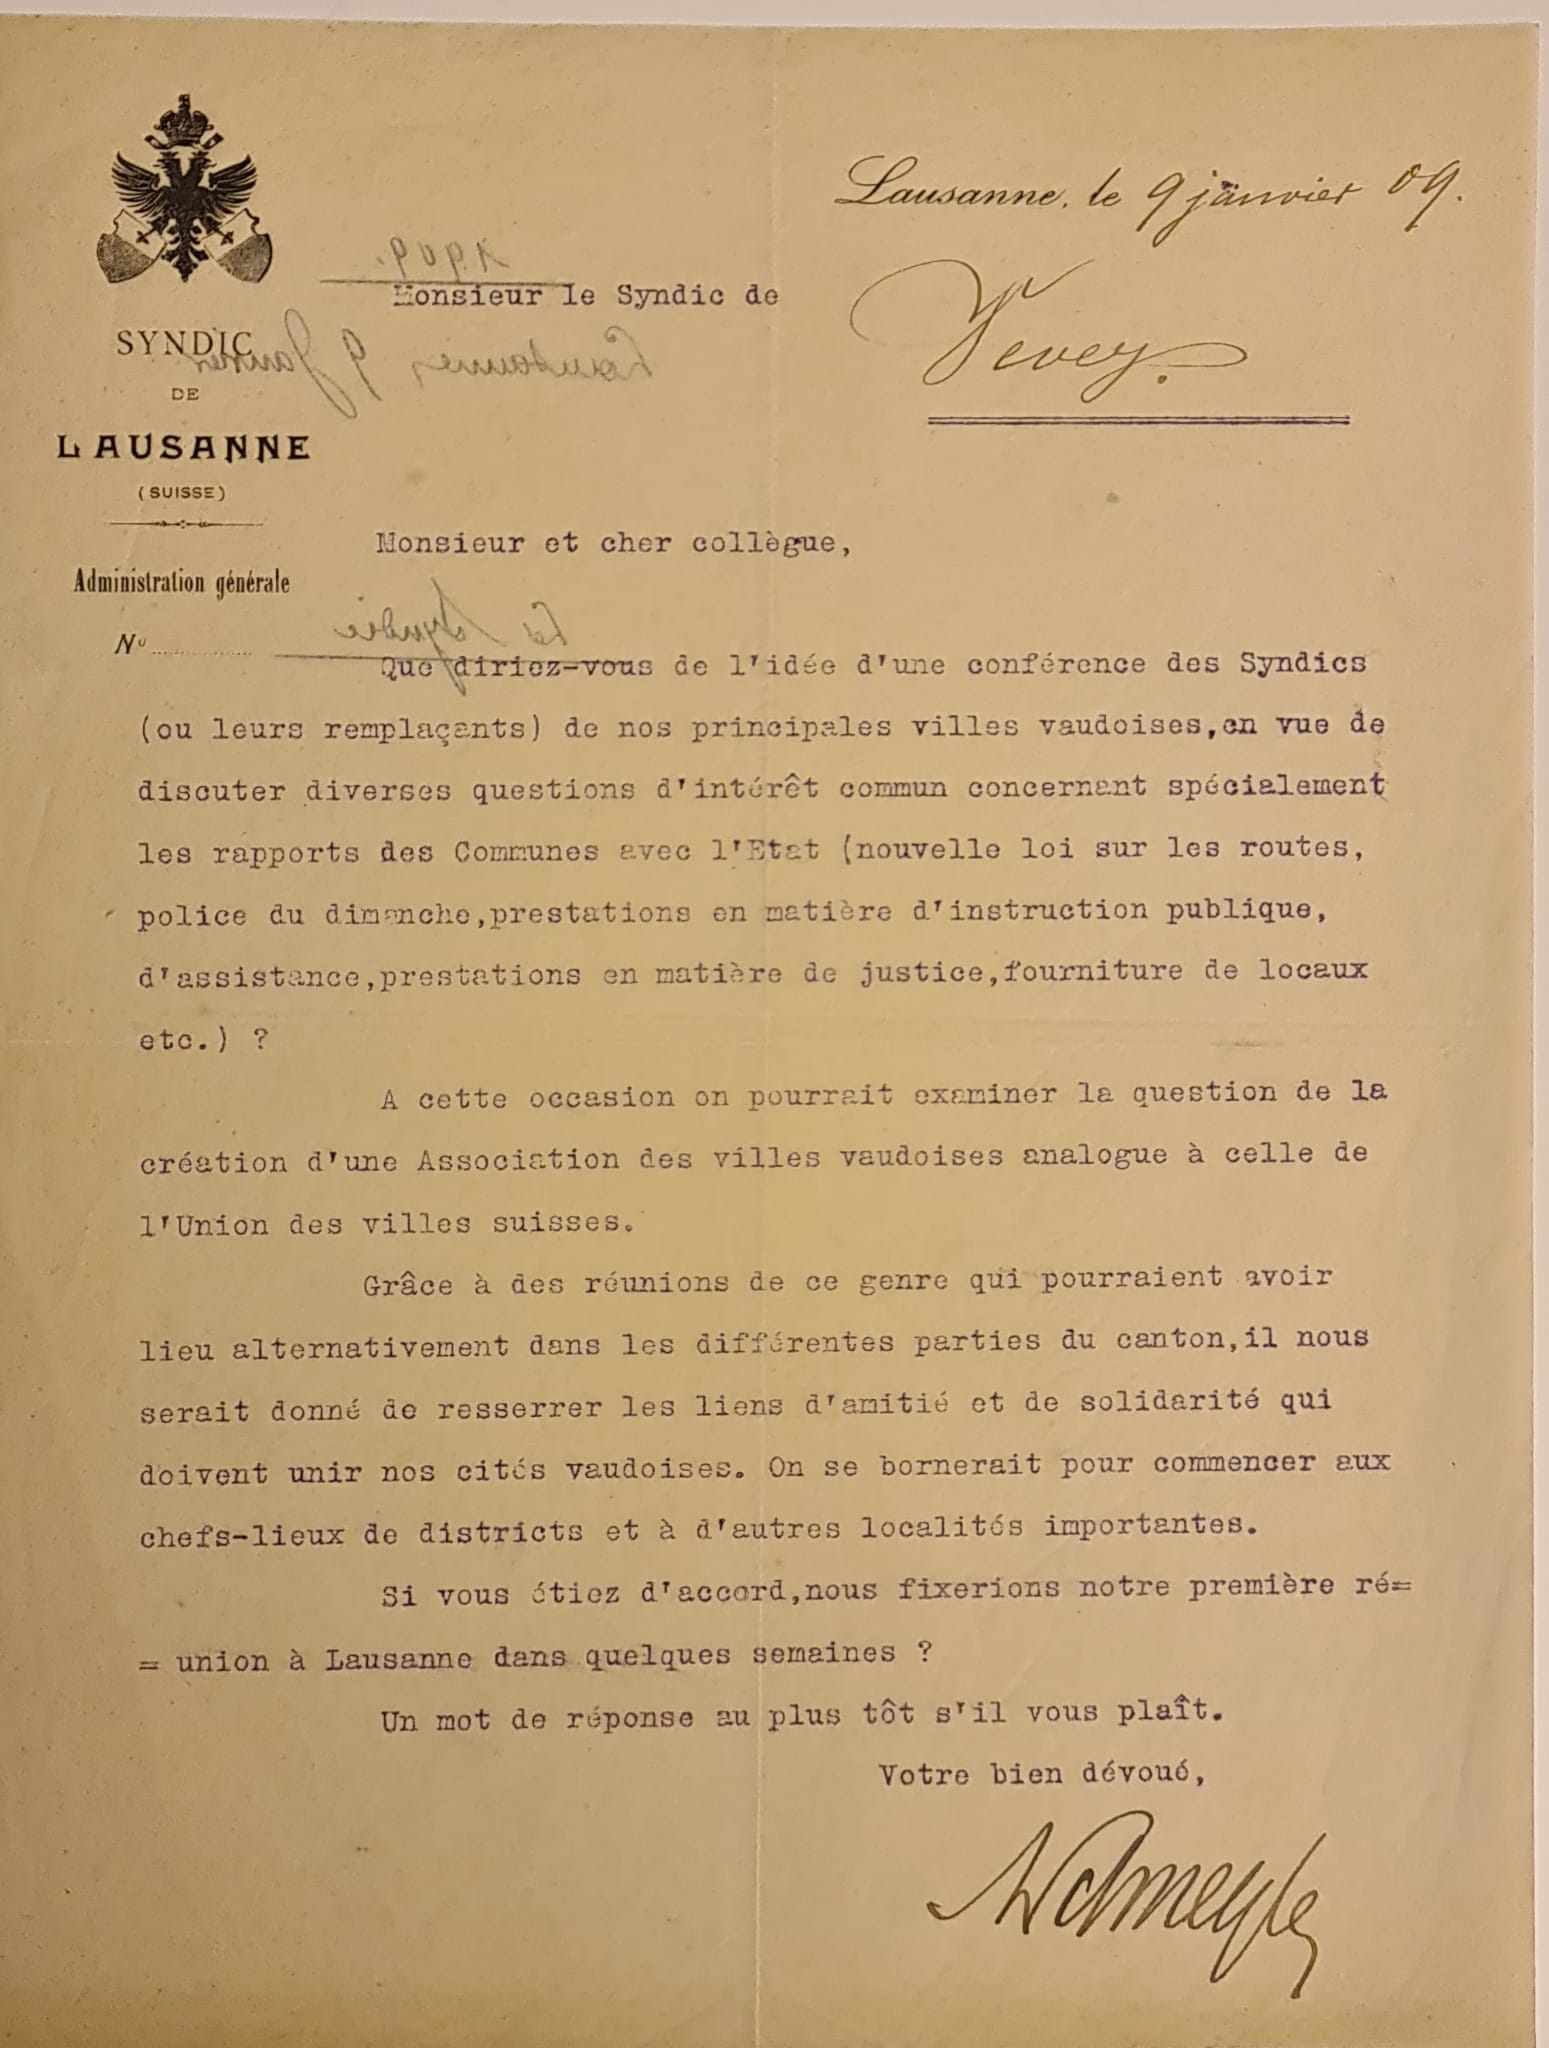 Lausanne, le 9 janvier 09.
Monsieur le Syndic de
Vevey.
SYNDIC
DE
LAUSANNE
(SUISSE)
Administration générale
No
1909.
Lausanne, 9 Janvier
Le Syndic
Monsieur et cher collègue,
Que diriez-vous de l'idée d'une conférence des Syndics
(ou leurs remplaçants) de nos principales villes vaudoises,en vue de
discuter diverses questions d'intérêt commun concernant spécialement
les rapports des Communes avec l'Etat (nouvelle loi sur les routes,
police du dimanche,prestations en matière d'instruction publique,
d'assistance,prestations en matière de justice,fourniture de locaux
etc.) ?
A cette occasion on pourrait examiner la question de la
création d'une Association des villes vaudoises analogue à celle de
l'Union des villes suisses.
Grâce à des réunions de ce genre qui pourraient avoir
lieu alternativement dans les différentes parties du canton,il nous
serait donné de resserrer les liens d'amitié et de solidarité qui
doivent unir nos cités vaudoises. On se bornerait pour commencer aux
chefs-lieux de districts et à d'autres localités importantes.
Si vous étiez d'accord,nous fixerions notre première ré=
= union à Lausanne dans quelques semaines ?
Un mot de réponse au plus tôt s'il vous plaît.
Votre bien dévoué,